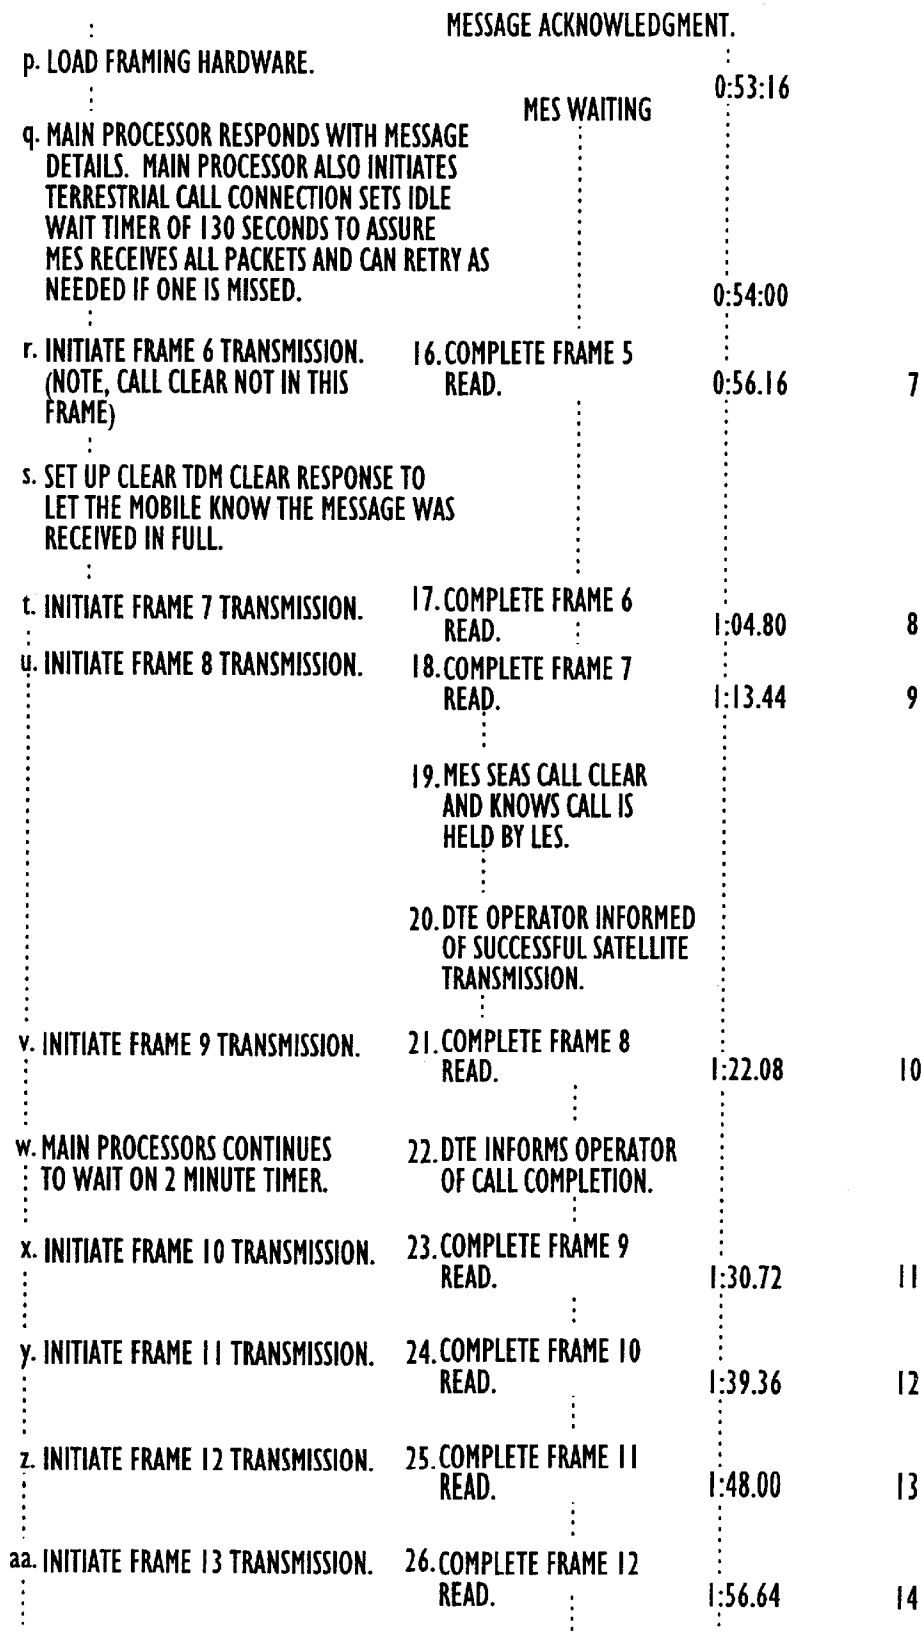 MESSAGE ACKNOWLEDGMENT.
p. LOAD FRAMING HARDWARE.
0:53:16
MES WAITING
q. MAIN PROCESSOR RESPONDS WITH MESSAGE
DETAILS. MAIN PROCESSOR ALSO INITIATES
TERRESTRIAL CALL CONNECTION SETS IDLE
WAIT TIMER OF 130 SECONDS TO ASSURE
MES RECEIVES ALL PACKETS AND CAN RETRY AS
NEEDED IF ONE IS MISSED.
0:54:00
r. INITIATE FRAME 6 TRANSMISSION.
(NOTE, CALL CLEAR NOT IN THIS
FRAME)
16. COMPLETE FRAME 5
READ.
0:56.16
7
s. SET UP CLEAR TDM CLEAR RESPONSE TO
LET THE MOBILE KNOW THE MESSAGE WAS
RECEIVED IN FULL.
t. INITIATE FRAME 7 TRANSMISSION.
17. COMPLETE FRAME 6
READ.
1:04.80
8
u. INITIATE FRAME 8 TRANSMISSION.
18. COMPLETE FRAME 7
READ.
1:13.44
9
19. MES SEAS CALL CLEAR
AND KNOWS CALL IS
HELD BY LES.
20. DTE OPERATOR INFORMED
OF SUCCESSFUL SATELLITE
TRANSMISSION.
v. INITIATE FRAME 9 TRANSMISSION.
21. COMPLETE FRAME 8
READ.
1:22.08
10
w. MAIN PROCESSORS CONTINUES
TO WAIT ON 2 MINUTE TIMER.
22. DTE INFORMS OPERATOR
OF CALL COMPLETION.
x. INITIATE FRAME 10 TRANSMISSION.
23. COMPLETE FRAME 9
READ.
1:30.72
11
y. INITIATE FRAME 11 TRANSMISSION.
24. COMPLETE FRAME 10
READ.
1:39.36
12
z. INITIATE FRAME 12 TRANSMISSION.
25. COMPLETE FRAME 11
READ.
1:48.00
13
aa. INITIATE FRAME 13 TRANSMISSION.
26. COMPLETE FRAME 12
READ.
1:56.64
14